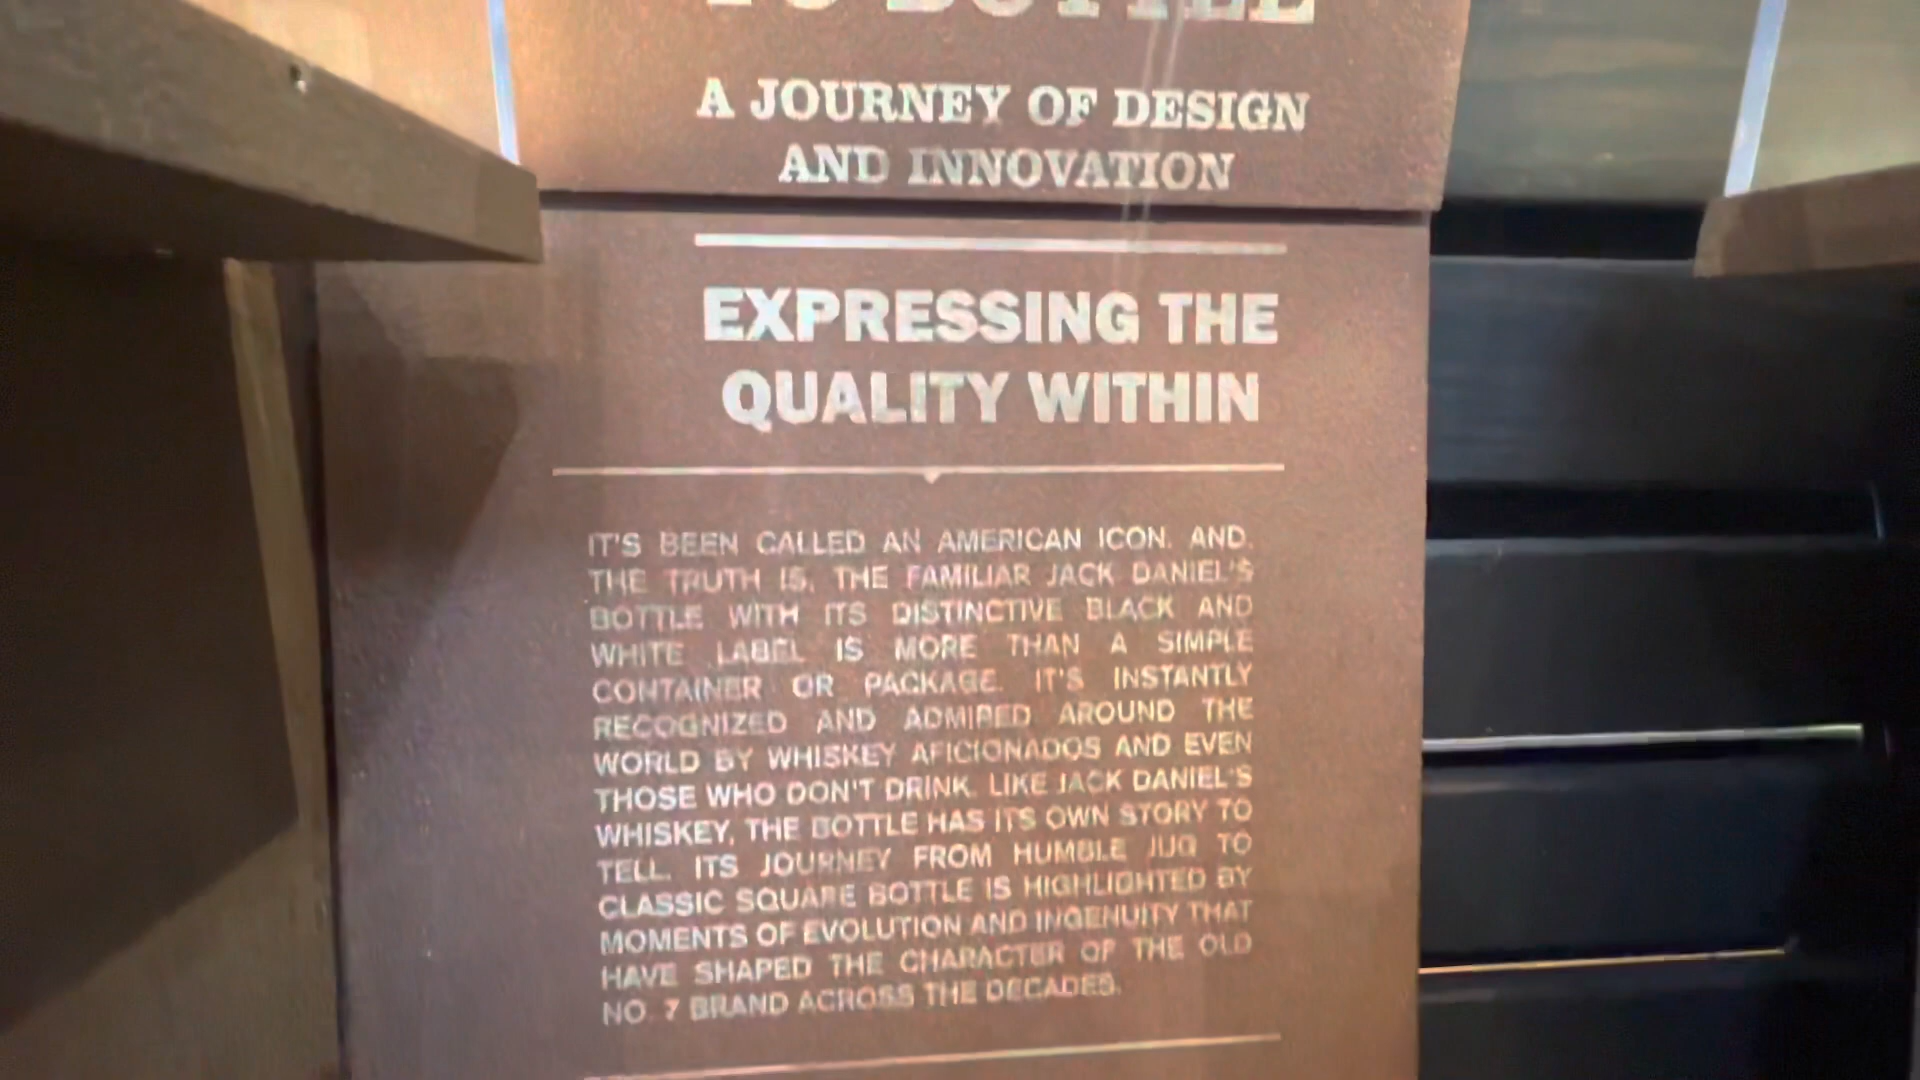 TO BOTTLE
A JOURNEY OF DESIGN
AND INNOVATION
EXPRESSING THE
QUALITY WITHIN
IT'S BEEN CALLED AN AMERICAN ICON. AND,
THE TRUTH IS, THE FAMILIAR JACK DANIEL'S
BOTTLE WITH ITS DISTINCTIVE BLACK AND
WHITE LABEL IS MORE THAN A SIMPLE
CONTAINER OR PACKAGE. IT'S INSTANTLY
RECOGNIZED AND ADMIRED AROUND THE
WORLD BY WHISKEY AFICIONADOS AND EVEN
THOSE WHO DON'T DRINK. LIKE JACK DANIEL'S
WHISKEY, THE BOTTLE HAS ITS OWN STORY TO
TELL. ITS JOURNEY FROM HUMBLE JUG TO
CLASSIC SQUARE BOTTLE IS HIGHLIGHTED BY
MOMENTS OF EVOLUTION AND INGENUITY THAT
HAVE SHAPED THE CHARACTER OF THE OLD
NO. 7 BRAND ACROSS THE DECADES.